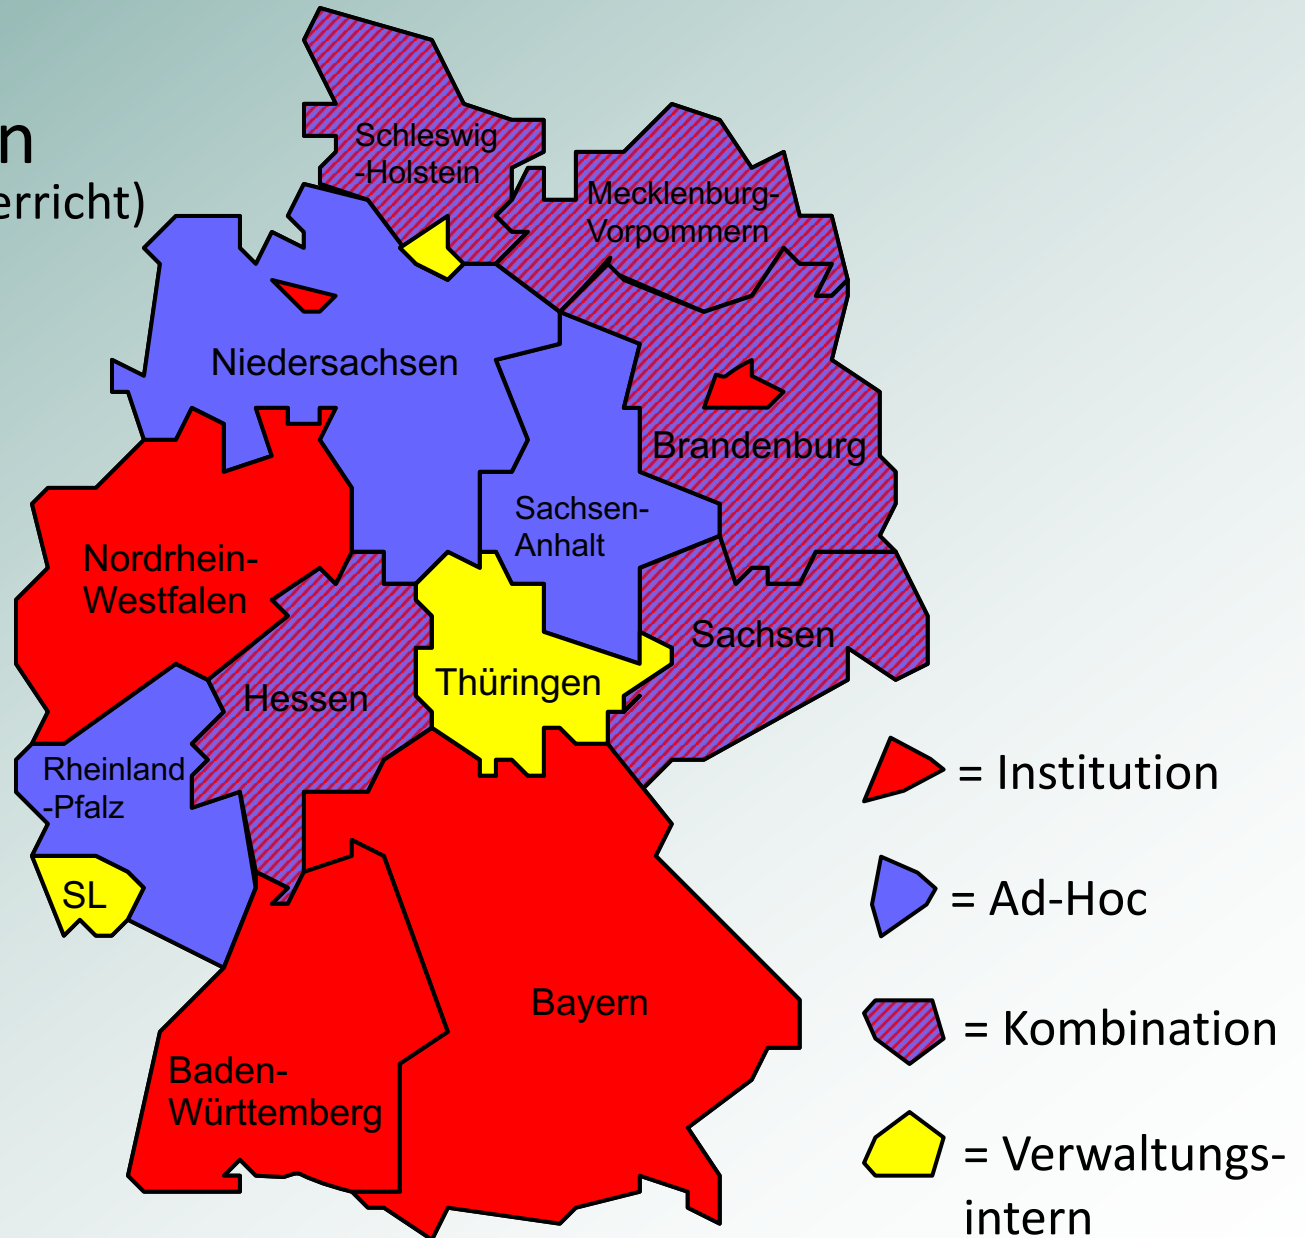 n
erricht)
Schleswig
-Holstein
Mecklenburg-
Vorpommern
Niedersachsen
Brandenburg
Sachsen-
Anhalt
Nordrhein-
Westfalen
Sachsen
Thüringen
Hessen
Rheinland
-Pfalz
SL
Bayern
Baden-
Württemberg
= Institution
= Ad-Hoc
= Kombination
= Verwaltungs-
intern